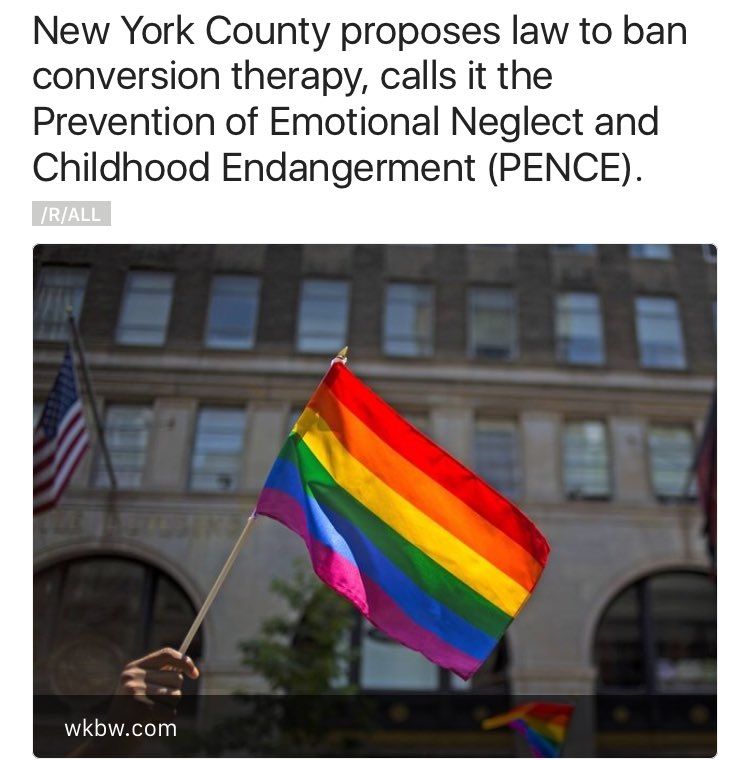 New York County proposes law to ban
conversion therapy, calls it the
Prevention of Emotional Neglect and
Childhood Endangerment (PENCE).
/R/ALL
wkbw.com